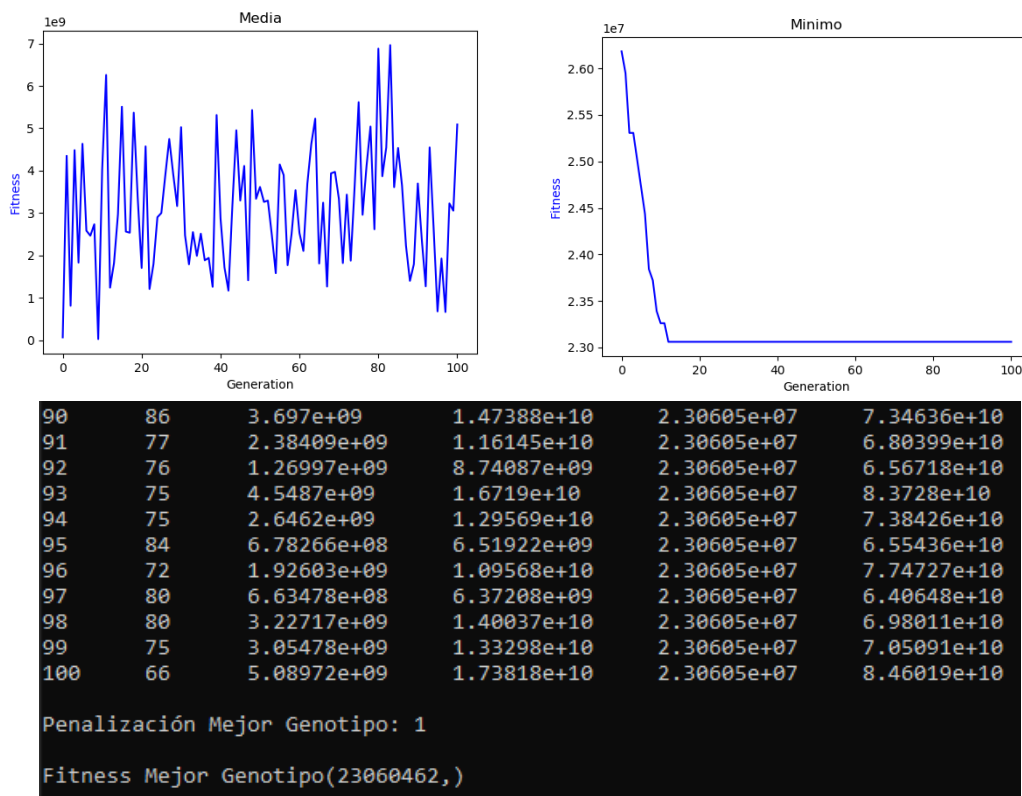 Media
1e9
7
6
5
4
3
2
1
0
Fitness
0 20 40 60 80 100
Generation
Minimo
1e7
2.60
2.55
2.50
2.45
2.40
2.35
2.30
Fitness
0 20 40 60 80 100
Generation
90 86 3.697e+09 1.47388e+10 2.30605e+07 7.34636e+10
91 77 2.38409e+09 1.16145e+10 2.30605e+07 6.80399e+10
92 76 1.26997e+09 8.74087e+09 2.30605e+07 6.56718e+10
93 75 4.5487e+09 1.6719e+10 2.30605e+07 8.3728e+10
94 75 2.6462e+09 1.29569e+10 2.30605e+07 7.38426e+10
95 84 6.78266e+08 6.51922e+09 2.30605e+07 6.55436e+10
96 72 1.92603e+09 1.09568e+10 2.30605e+07 7.74727e+10
97 80 6.63478e+08 6.37208e+09 2.30605e+07 6.40648e+10
98 80 3.22717e+09 1.40037e+10 2.30605e+07 6.98011e+10
99 75 3.05478e+09 1.33298e+10 2.30605e+07 7.05091e+10
100 66 5.08972e+09 1.73818e+10 2.30605e+07 8.46019e+10
Penalización Mejor Genotipo: 1
Fitness Mejor Genotipo(23060462,)